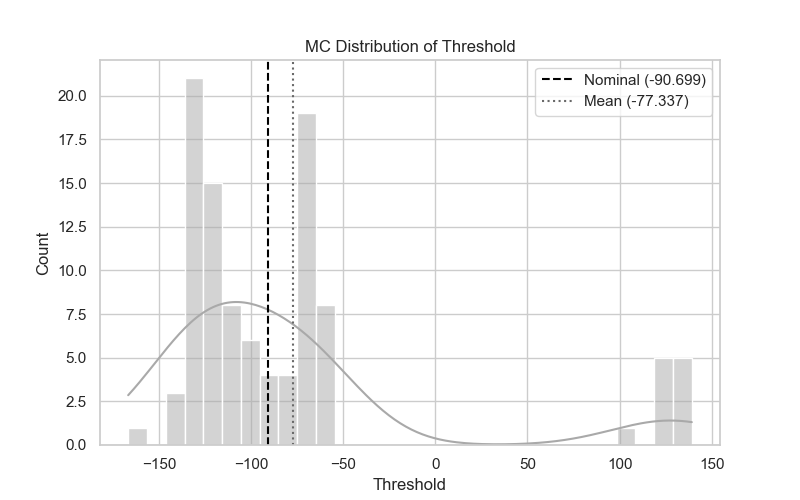 MC Distribution of Threshold
Nominal (-90.699)
Mean (-77.337)
Count
20.0
17.5
15.0
12.5
10.0
7.5
5.0
2.5
0.0
−150 −100 −50 0 50 100 150
Threshold